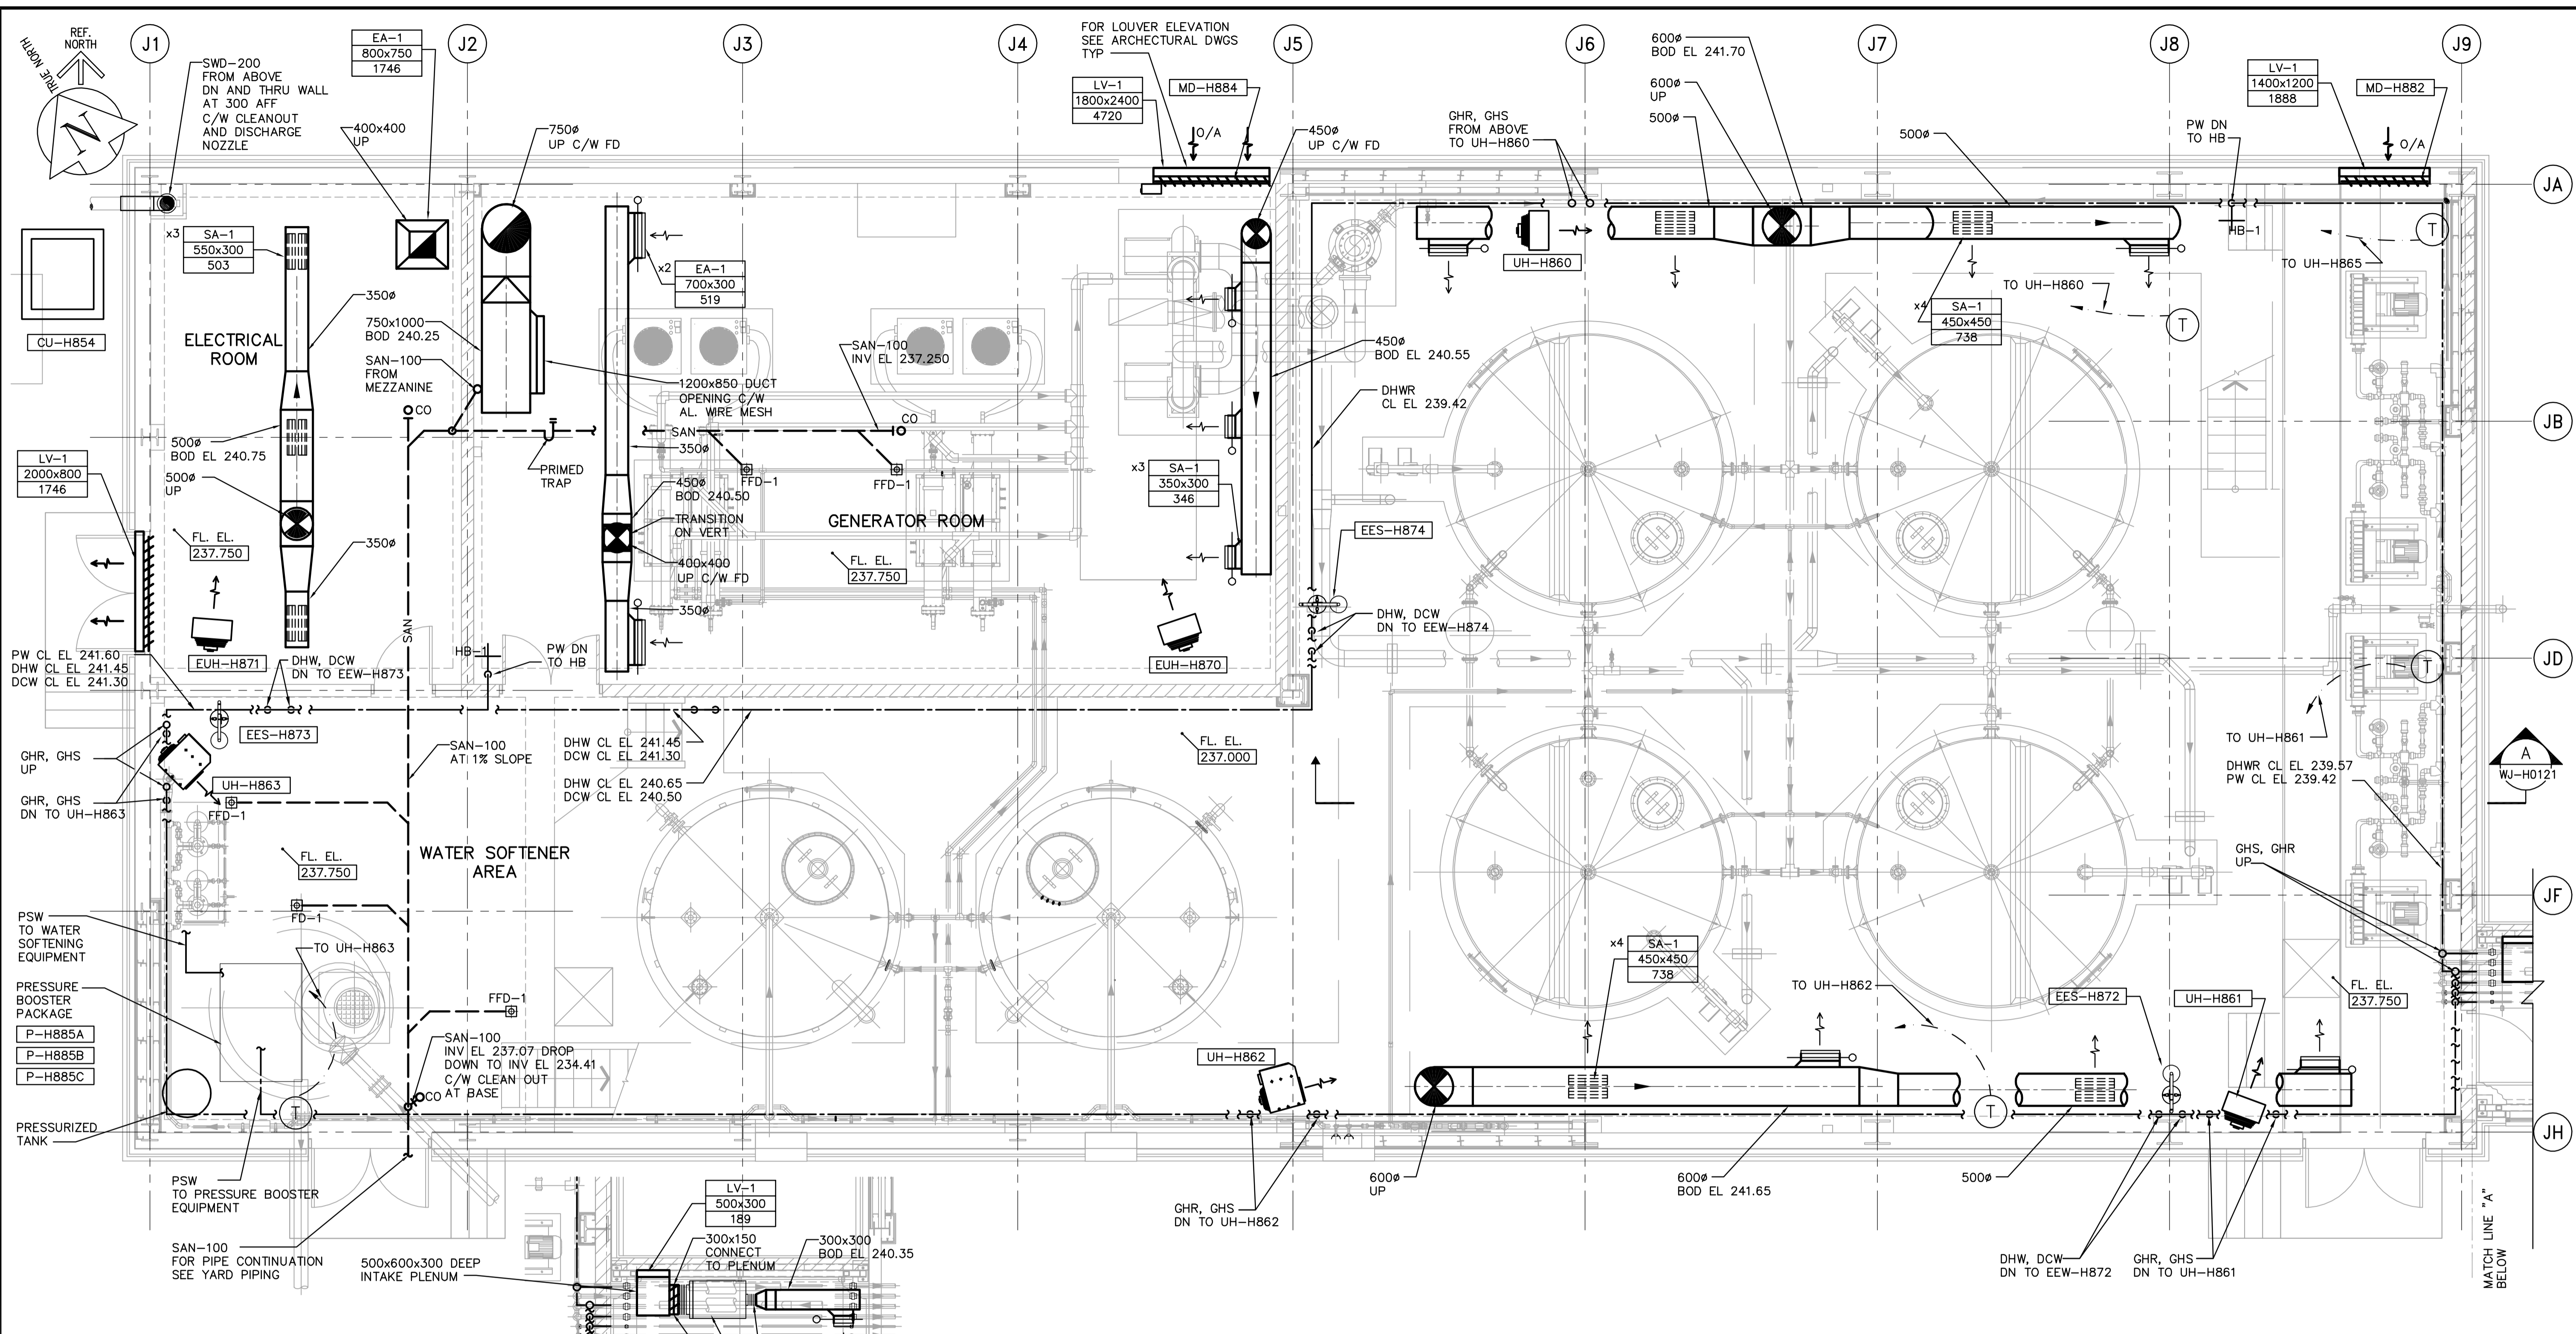 REF.
NORTH
TRUE NORTH
N
J1
J2
J3
J4
J5
J6
J7
J8
J9
JA
JB
JD
JF
JH
SWD-200
FROM ABOVE
DN AND THRU WALL
AT 300 AFF
C/W CLEANOUT
AND DISCHARGE
NOZZLE
EA-1
800x750
1746
400x400
UP
750ø
UP C/W FD
FOR LOUVER ELEVATION
SEE ARCHECTURAL DWGS
TYP
LV-1
1800x2400
4720
MD-H884
O/A
450ø
UP C/W FD
GHR, GHS
FROM ABOVE
TO UH-H860
600ø
BOD EL 241.70
600ø
UP
500ø
500ø
PW DN
TO HB
LV-1
1400x1200
1888
MD-H882
O/A
x3
SA-1
550x300
503
x2
EA-1
700x300
519
UH-H860
HB-1
T
TO UH-H865
TO UH-H860
T
CU-H854
ELECTRICAL
ROOM
350ø
750x1000
BOD 240.25
SAN-100
FROM
MEZZANINE
CO
1200x850 DUCT
OPENING C/W
AL. WIRE MESH
SAN-100
INV EL 237.250
450ø
BOD EL 240.55
DHWR
CL EL 239.42
x4
SA-1
450x450
738
500ø
BOD EL 240.75
500ø
UP
LV-1
2000x800
1746
PRIMED
TRAP
SAN
350ø
CO
FFD-1
FFD-1
450ø
BOD 240.50
TRANSITION
ON VERT
400x400
UP C/W FD
350ø
GENERATOR ROOM
x3
SA-1
350x300
346
FL. EL.
237.750
350ø
FL. EL.
237.750
EES-H874
DHW, DCW
DN TO EEW-H874
SAN
PW CL EL 241.60
DHW CL EL 241.45
DCW CL EL 241.30
EUH-H871
DHW, DCW
DN TO EEW-H873
HB-1
PW DN
TO HB
EUH-H870
T
EES-H873
GHR, GHS
UP
UH-H863
GHR, GHS
DN TO UH-H863
FFD-1
SAN-100
AT 1% SLOPE
DHW CL EL 241.45
DCW CL EL 241.30
DHW CL EL 240.65
DCW CL EL 240.50
FL. EL.
237.000
TO UH-H861
DHWR CL EL 239.57
PW CL EL 239.42
A
WJ-H0121
GHS, GHR
UP
FL. EL.
237.750
WATER SOFTENER
AREA
PSW
TO WATER
SOFTENING
EQUIPMENT
FD-1
TO UH-H863
PRESSURE
BOOSTER
PACKAGE
P-H885A
P-H885B
P-H885C
FFD-1
SAN-100
INV EL 237.07 DROP
DOWN TO INV EL 234.41
C/W CLEAN OUT
AT BASE
CO
T
PRESSURIZED
TANK
UH-H862
x4
SA-1
450x450
738
TO UH-H862
EES-H872
UH-H861
FL. EL.
237.750
T
PSW
TO PRESSURE BOOSTER
EQUIPMENT
SAN-100
FOR PIPE CONTINUATION
SEE YARD PIPING
500x600x300 DEEP
INTAKE PLENUM
LV-1
500x300
189
300x150
CONNECT
TO PLENUM
300x300
BOD EL 240.35
GHR, GHS
DN TO UH-H862
600ø
UP
600ø
BOD EL 241.65
500ø
DHW, DCW
DN TO EEW-H872
GHR, GHS
DN TO UH-H861
MATCH LINE "A"
BELOW